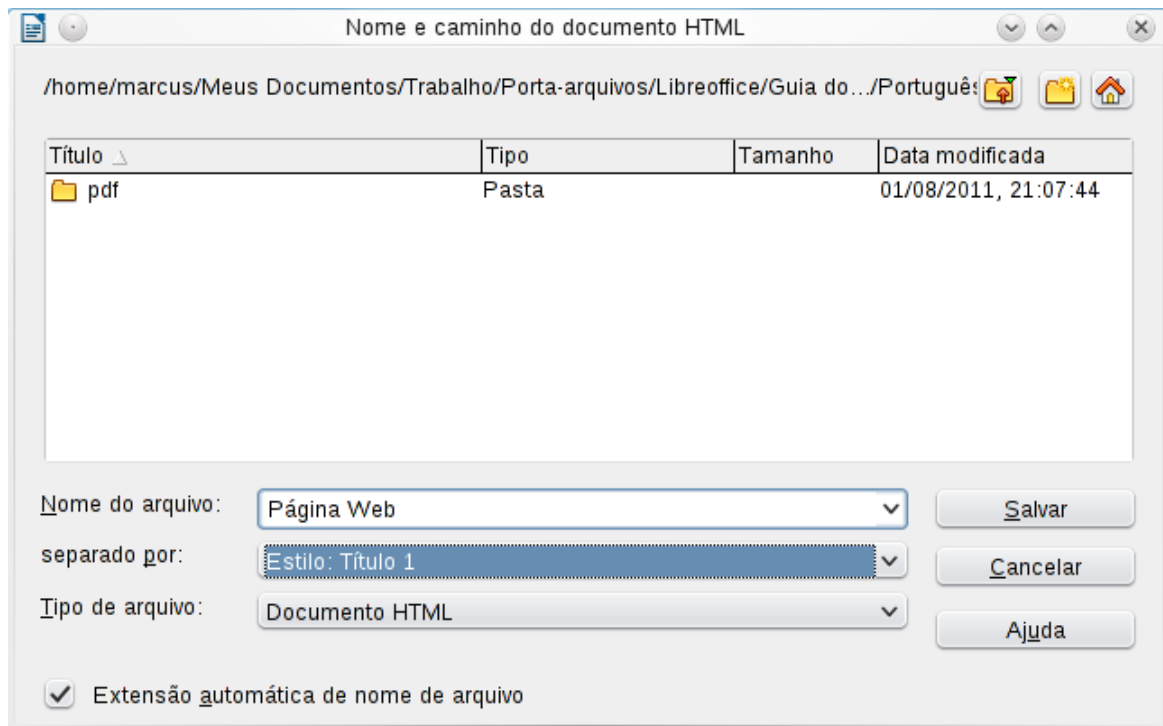 Nome e caminho do documento HTML
/home/marcus/Meus Documentos/Trabalho/Porta-arquivos/Libreoffice/Guia do.../Português
Título Tipo Tamanho Data modificada
pdf Pasta 01/08/2011, 21:07:44
Nome do arquivo: Página Web Salvar
separado por: Estilo: Título 1 Cancelar
Tipo de arquivo: Documento HTML Ajuda
Extensão automática de nome de arquivo